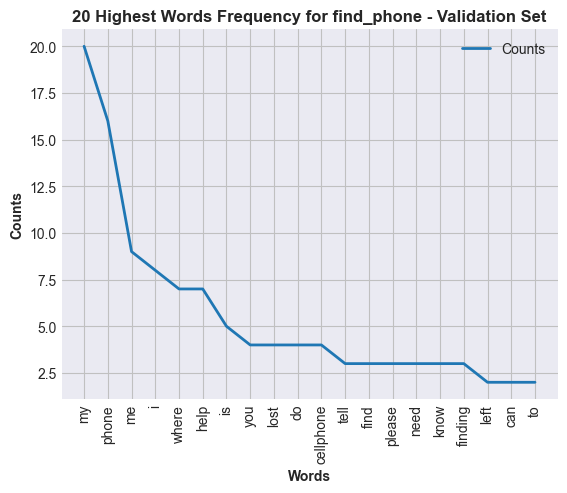 20 Highest Words Frequency for find_phone - Validation Set
Counts
20.0
17.5
15.0
12.5
10.0
7.5
5.0
2.5
Counts
my
phone
me
i
where
help
is
you
lost
do
cellphone
tell
find
please
need
know
finding
left
can
to
Words